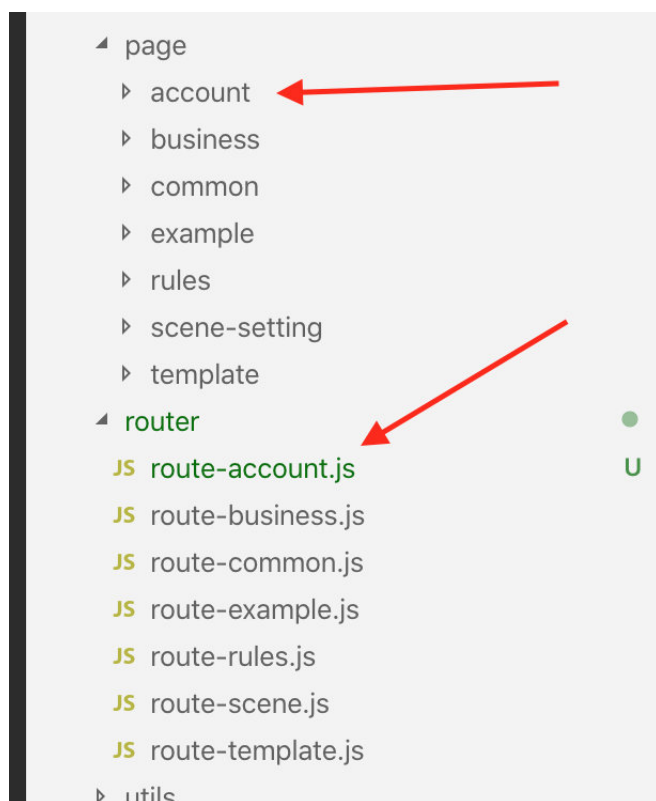 page
account
business
common
example
rules
scene-setting
template
router
JS route-account.js U
JS route-business.js
JS route-common.js
JS route-example.js
JS route-rules.js
JS route-scene.js
JS route-template.js
utils